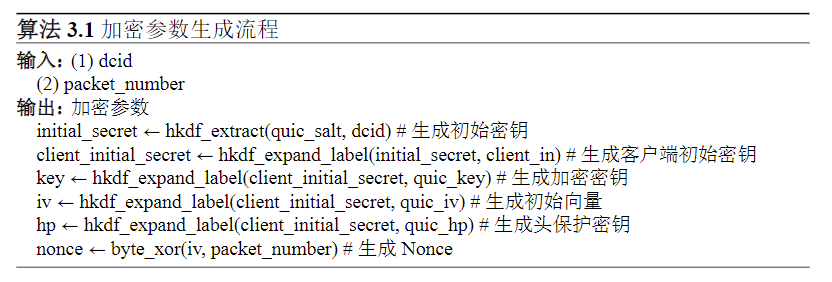 算法 3.1 加密参数生成流程
输入: (1) dcid
(2) packet_number
输出: 加密参数
initial_secret ← hkdf_extract(quic_salt, dcid) # 生成初始密钥
client_initial_secret ← hkdf_expand_label(initial_secret, client_in) # 生成客户端初始密钥
key ← hkdf_expand_label(client_initial_secret, quic_key) # 生成加密密钥
iv ← hkdf_expand_label(client_initial_secret, quic_iv) # 生成初始向量
hp ← hkdf_expand_label(client_initial_secret, quic_hp) # 生成头保护密钥
nonce ← byte_xor(iv, packet_number) # 生成 Nonce